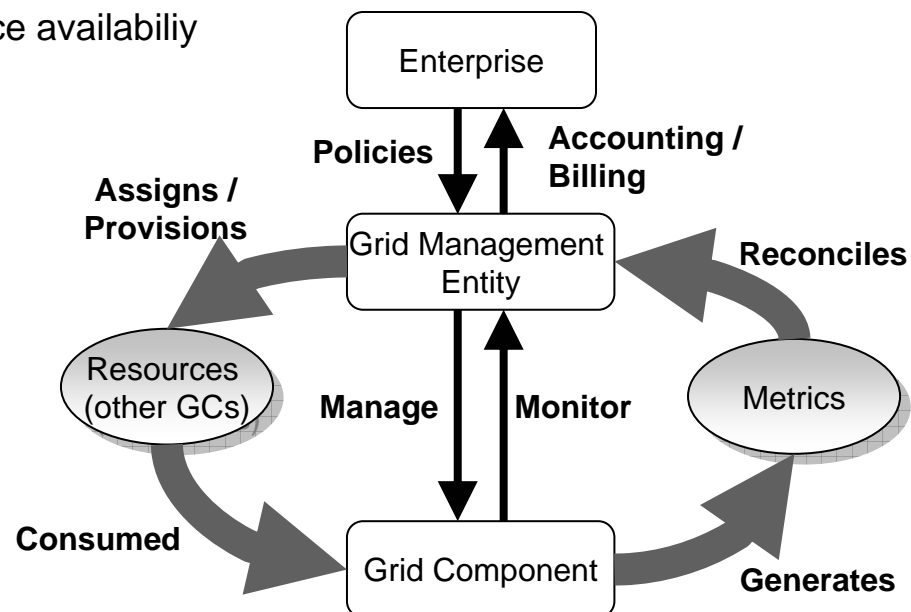 ce availabiliy
Enterprise
Policies
Accounting /
Billing
Assigns /
Provisions
Grid Management
Entity
Reconciles
Resources
(other GCs)
Manage
Monitor
Metrics
Consumed
Grid Component
Generates